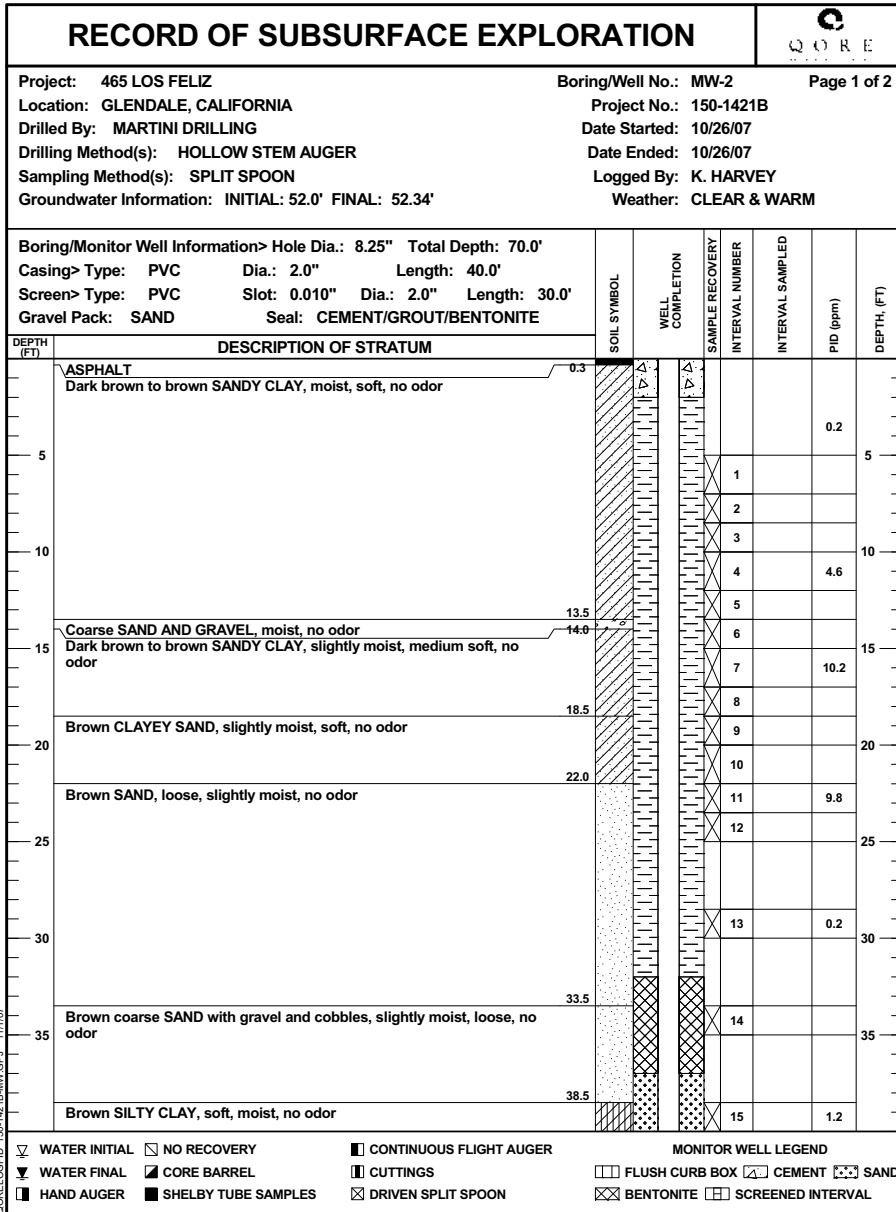 RECORD OF SUBSURFACE EXPLORATION
QORE
Project: 465 LOS FELIZ
Boring/Well No.: MW-2
Page 1 of 2
Location: GLENDALE, CALIFORNIA
Project No.: 150-1421B
Drilled By: MARTINI DRILLING
Date Started: 10/26/07
Drilling Method(s): HOLLOW STEM AUGER
Date Ended: 10/26/07
Sampling Method(s): SPLIT SPOON
Logged By: K. HARVEY
Groundwater Information: INITIAL: 52.0' FINAL: 52.34'
Weather: CLEAR & WARM
Boring/Monitor Well Information> Hole Dia.: 8.25" Total Depth: 70.0'
Casing> Type: PVC Dia.: 2.0" Length: 40.0'
Screen> Type: PVC Slot: 0.010" Dia.: 2.0" Length: 30.0'
Gravel Pack: SAND Seal: CEMENT/GROUT/BENTONITE
DEPTH (FT)
DESCRIPTION OF STRATUM
SOIL SYMBOL
WELL COMPLETION
SAMPLE RECOVERY
INTERVAL NUMBER
INTERVAL SAMPLED
PID (ppm)
DEPTH, (FT)
ASPHALT 0.3
Dark brown to brown SANDY CLAY, moist, soft, no odor
0.2
5 5
1
2
3
10 10
4 4.6
5
13.5
Coarse SAND AND GRAVEL, moist, no odor 14.0
6
Dark brown to brown SANDY CLAY, slightly moist, medium soft, no
15 15
odor
7 10.2
8
18.5
Brown CLAYEY SAND, slightly moist, soft, no odor
9
20 20
10
22.0
Brown SAND, loose, slightly moist, no odor
11 9.8
12
25 25
13 0.2
30 30
33.5
Brown coarse SAND with gravel and cobbles, slightly moist, loose, no
14
odor
35 35
38.5
Brown SILTY CLAY, soft, moist, no odor
15 1.2
WATER INITIAL NO RECOVERY CONTINUOUS FLIGHT AUGER MONITOR WELL LEGEND
WATER FINAL CORE BARREL CUTTINGS FLUSH CURB BOX CEMENT SAND
HAND AUGER SHELBY TUBE SAMPLES DRIVEN SPLIT SPOON BENTONITE SCREENED INTERVAL